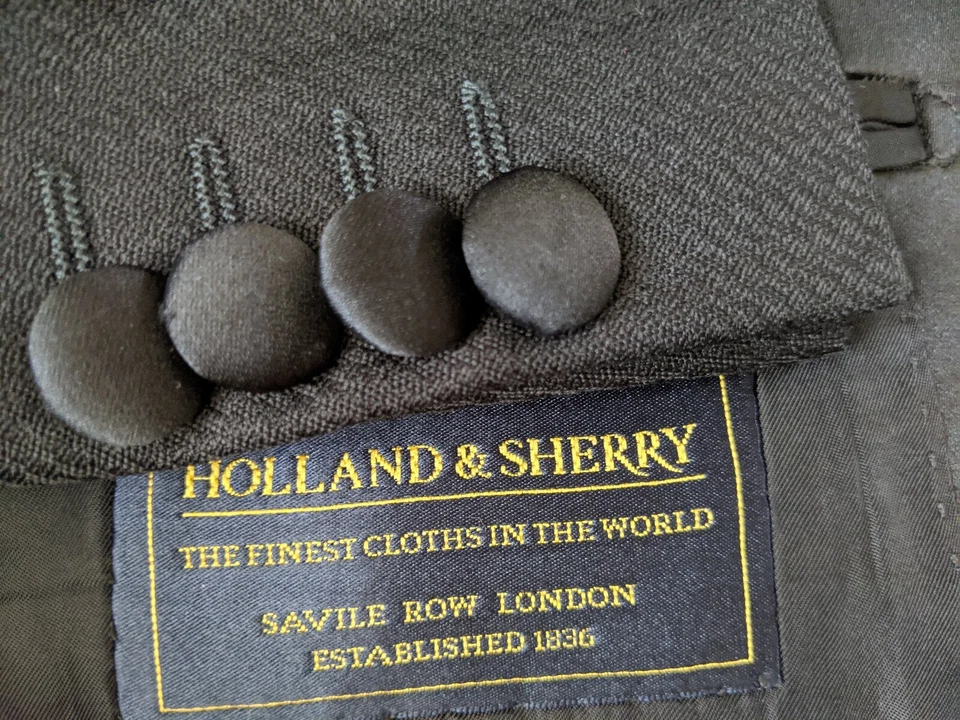 HOLLAND & SHERRY
THE FINEST CLOTHS IN THE WORLD
SAVILE ROW LONDON
ESTABLISHED 1836